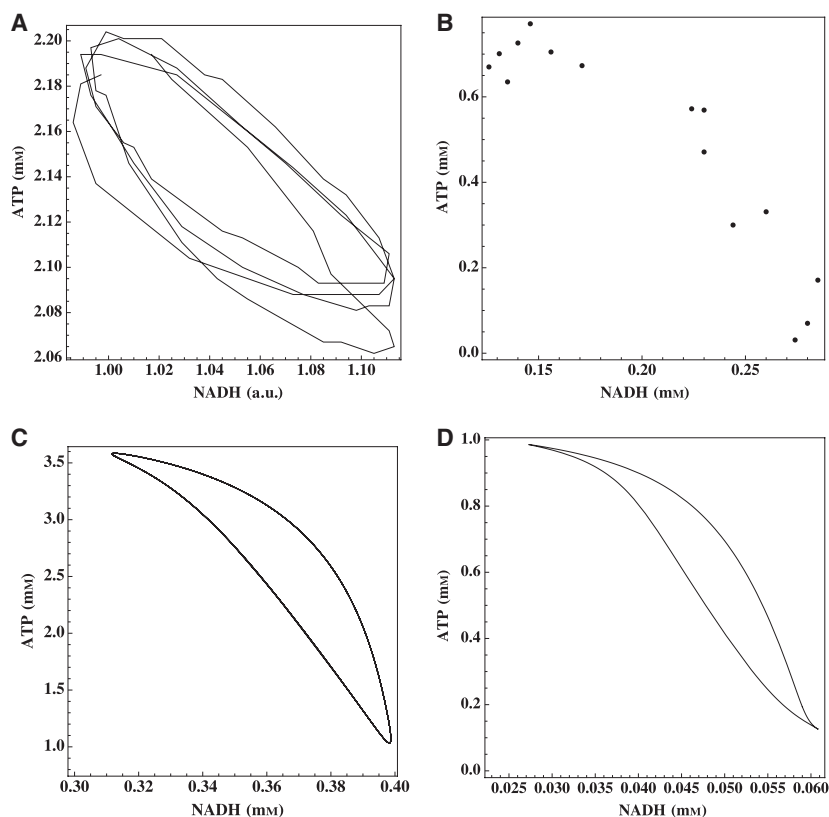 A
2.20
2.18
2.16
2.14
2.12
2.10
2.08
2.06
ATP (mM)
1.00 1.02 1.04 1.06 1.08 1.10
NADH (a.u.)
B
0.6
0.4
0.2
0.0
ATP (mM)
0.15 0.20 0.25
NADH (mM)
C
3.5
3.0
2.5
2.0
1.5
1.0
ATP (mM)
0.30 0.32 0.34 0.36 0.38 0.40
NADH (mM)
D
1.0
0.8
0.6
0.4
0.2
0.0
ATP (mM)
0.025 0.030 0.035 0.040 0.045 0.050 0.055 0.060
NADH (mM)